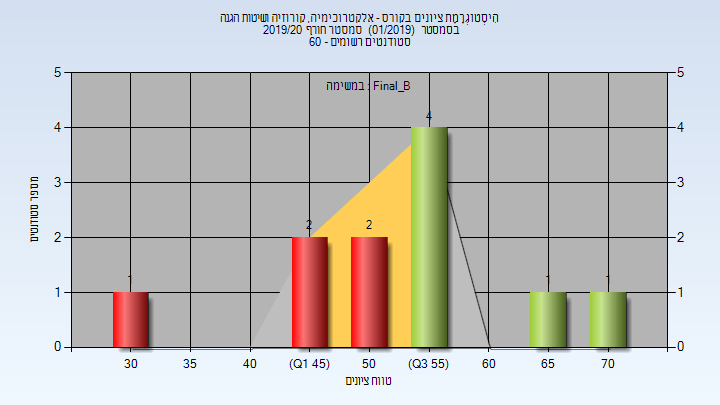 היסטוגרמת ציונים בקורס - אלקטרוכימיה, קורוזיה ושיטות הגנה
בסמסטר (01/2019) סמסטר חורף 2019/20
סטודנטים רשומים - 60
במשימה : Final_B
מספר סטודנטים
5 5
4 4
3 3
2 2
1 1
0 0
1 2 2 4 1 1
30 35 40 (Q1 45) 50 (Q3 55) 60 65 70
טווח ציונים